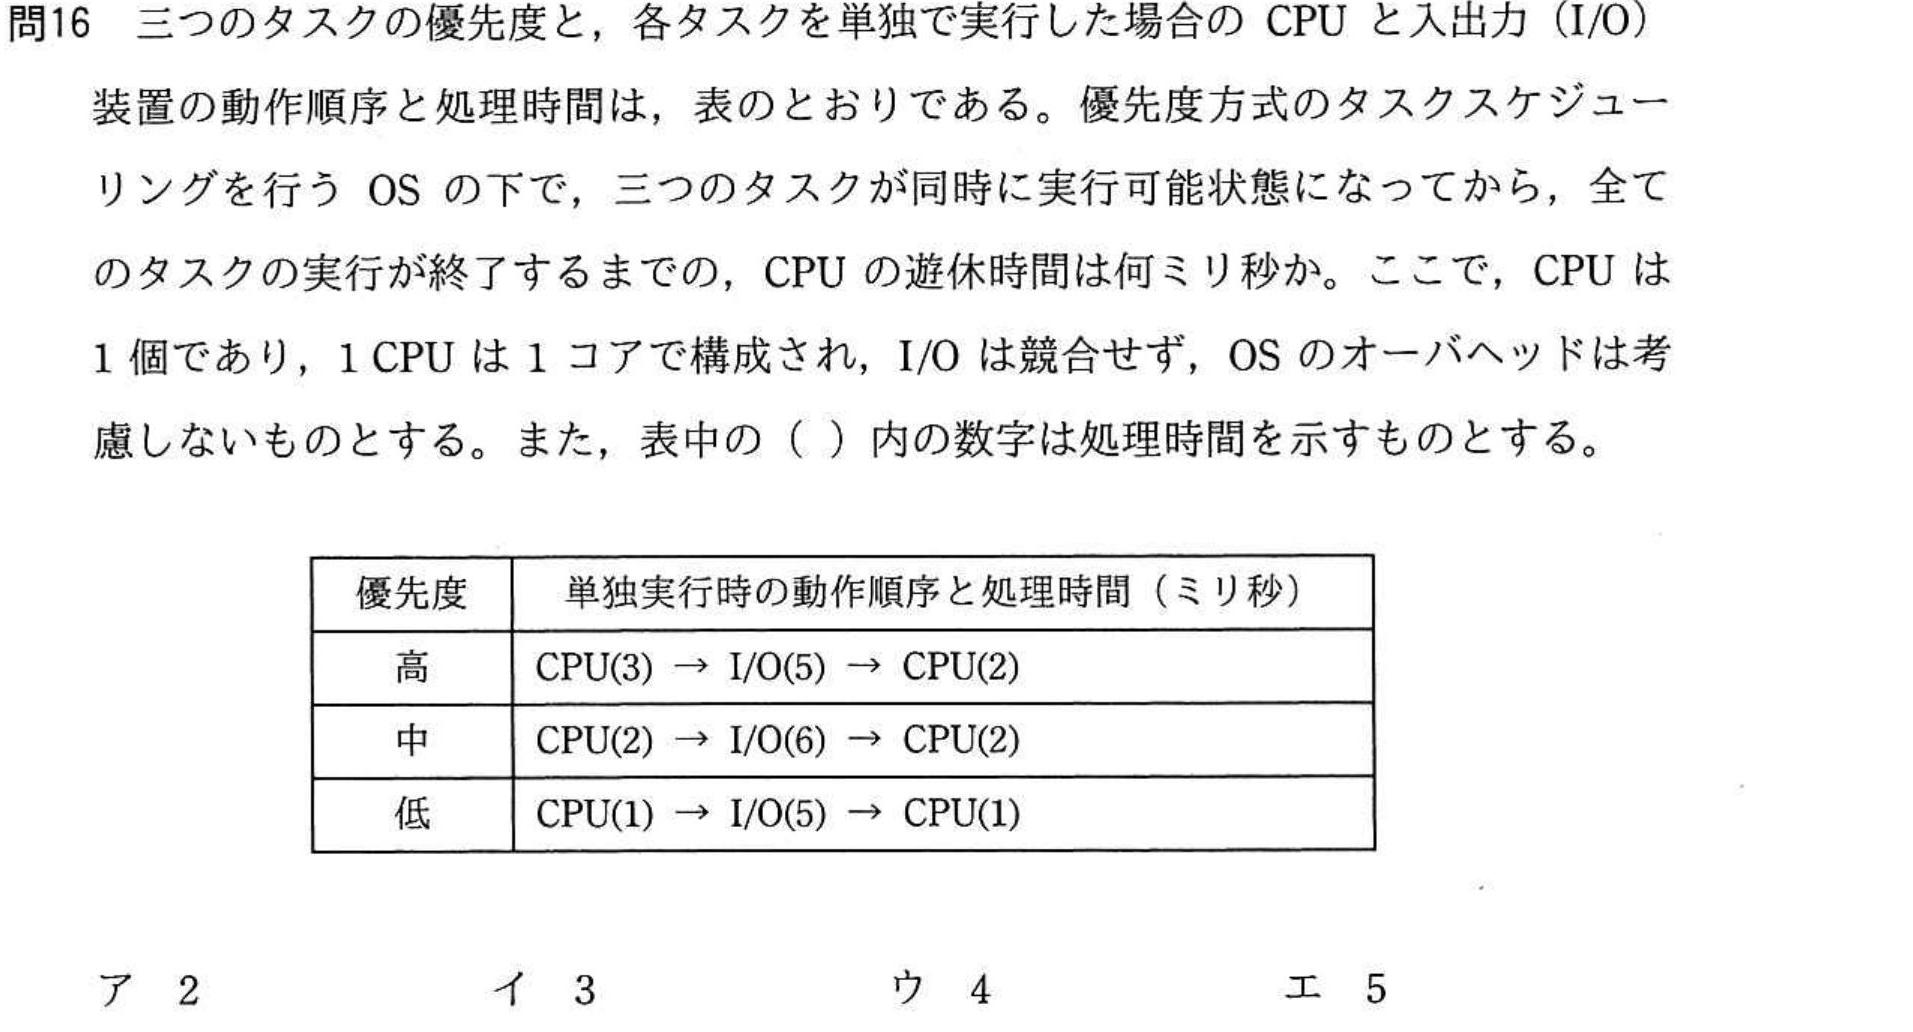 問16 三つのタスクの優先度と，各タスクを単独で実行した場合の CPU と入出力（I/O）
装置の動作順序と処理時間は，表のとおりである。優先度方式のタスクスケジュー
リングを行う OS の下で，三つのタスクが同時に実行可能状態になってから，全て
のタスクの実行が終了するまでの，CPU の遊休時間は何ミリ秒か。ここで，CPU は
1 個であり，1 CPU は 1 コアで構成され，I/O は競合せず，OS のオーバヘッドは考
慮しないものとする。また，表中の（ ）内の数字は処理時間を示すものとする。
優先度 単独実行時の動作順序と処理時間（ミリ秒）
高 CPU(3) → I/O(5) → CPU(2)
中 CPU(2) → I/O(6) → CPU(2)
低 CPU(1) → I/O(5) → CPU(1)
ア 2 イ 3 ウ 4 エ 5